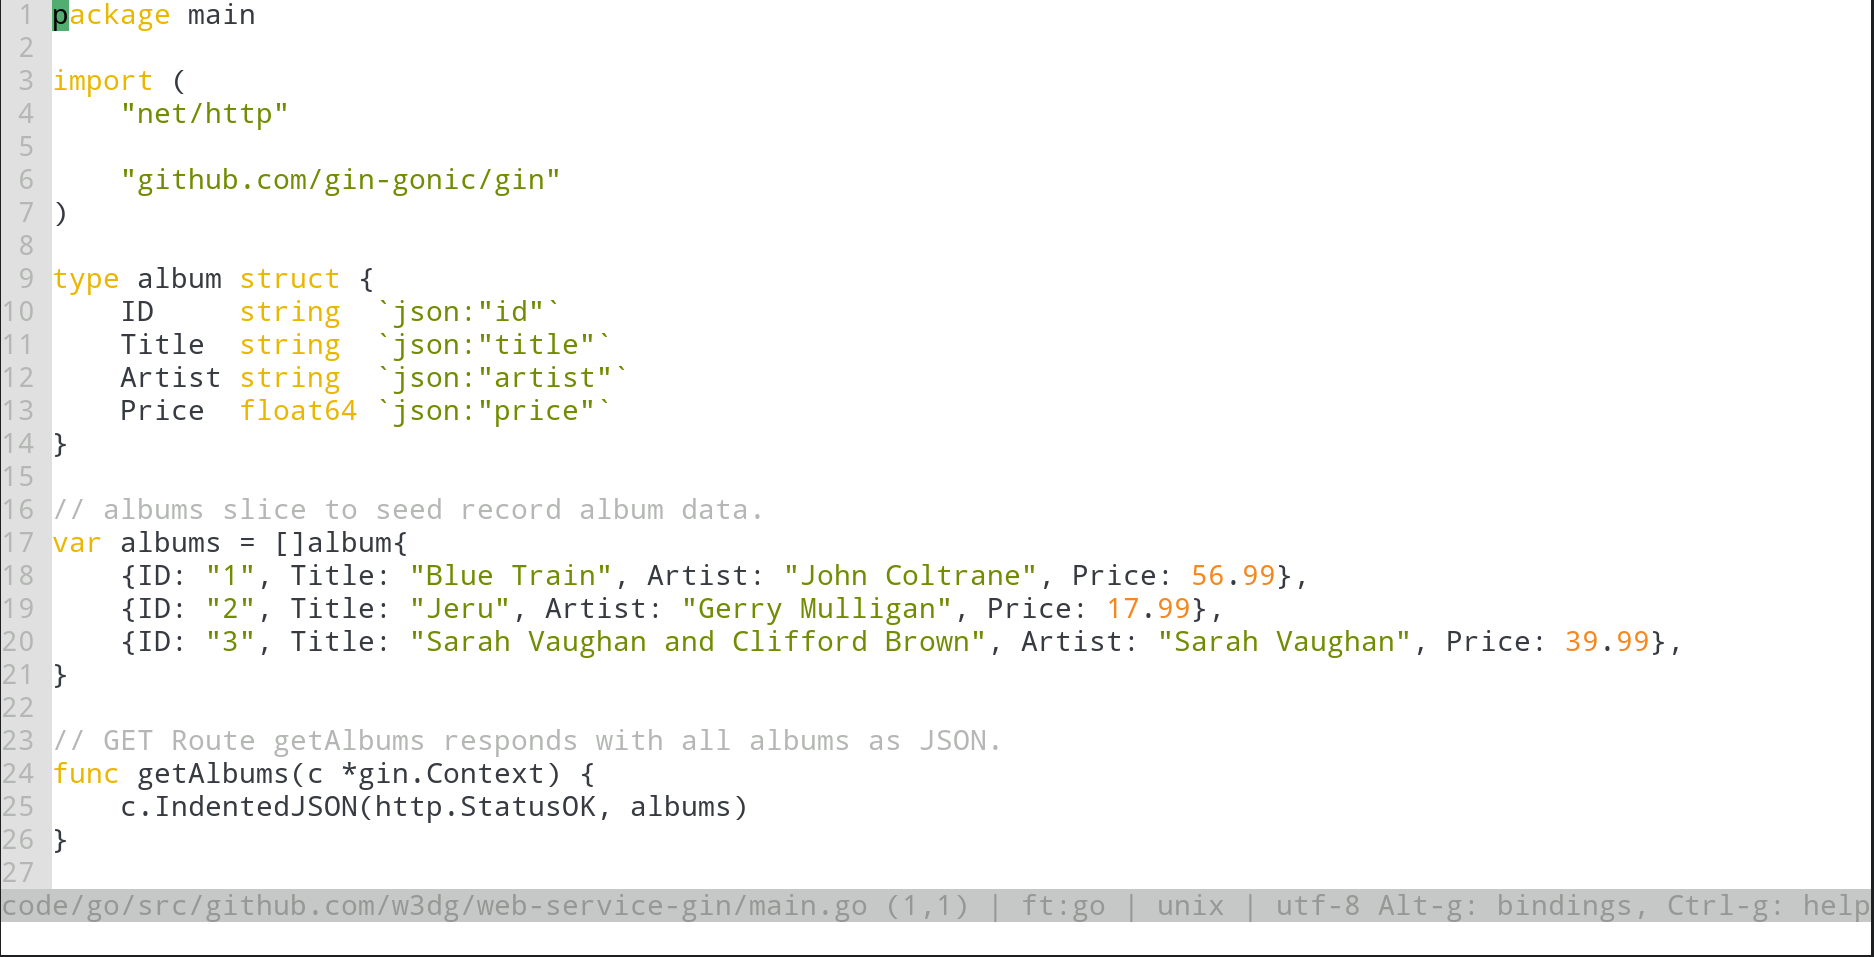 1 package main
2
3 import (
4     "net/http"
5
6     "github.com/gin-gonic/gin"
7 )
8
9 type album struct {
10     ID     string  `json:"id"`
11     Title  string  `json:"title"`
12     Artist string  `json:"artist"`
13     Price  float64 `json:"price"`
14 }
15
16 // albums slice to seed record album data.
17 var albums = []album{
18     {ID: "1", Title: "Blue Train", Artist: "John Coltrane", Price: 56.99},
19     {ID: "2", Title: "Jeru", Artist: "Gerry Mulligan", Price: 17.99},
20     {ID: "3", Title: "Sarah Vaughan and Clifford Brown", Artist: "Sarah Vaughan", Price: 39.99},
21 }
22
23 // GET Route getAlbums responds with all albums as JSON.
24 func getAlbums(c *gin.Context) {
25     c.IndentedJSON(http.StatusOK, albums)
26 }
27
code/go/src/github.com/w3dg/web-service-gin/main.go (1,1) | ft:go | unix | utf-8 Alt-g: bindings, Ctrl-g: help